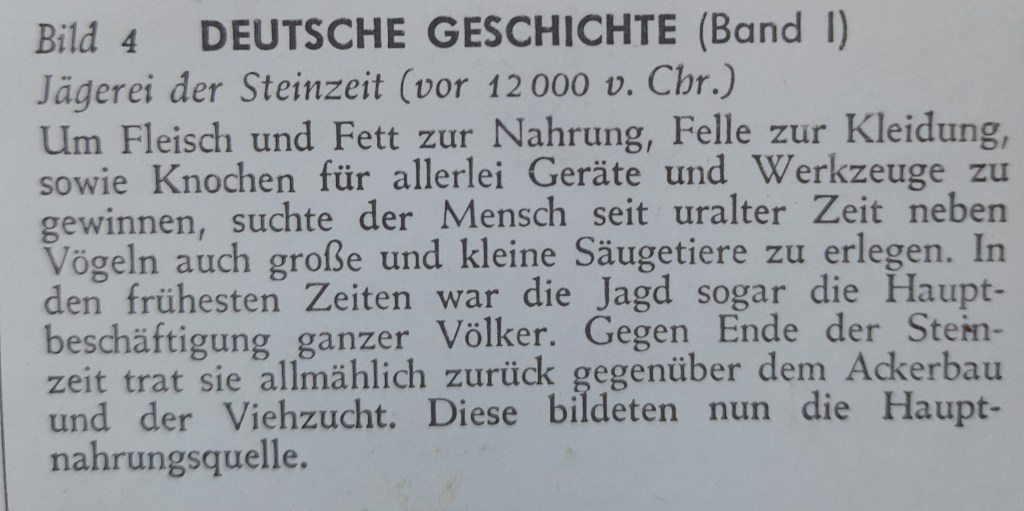 Bild 4 DEUTSCHE GESCHICHTE (Band I)
Jägerei der Steinzeit (vor 12 000 v. Chr.)
Um Fleisch und Fett zur Nahrung, Felle zur Kleidung,
sowie Knochen für allerlei Geräte und Werkzeuge zu
gewinnen, suchte der Mensch seit uralter Zeit neben
Vögeln auch große und kleine Säugetiere zu erlegen. In
den frühesten Zeiten war die Jagd sogar die Haupt-
beschäftigung ganzer Völker. Gegen Ende der Stein-
zeit trat sie allmählich zurück gegenüber dem Ackerbau
und der Viehzucht. Diese bildeten nun die Haupt-
nahrungsquelle.